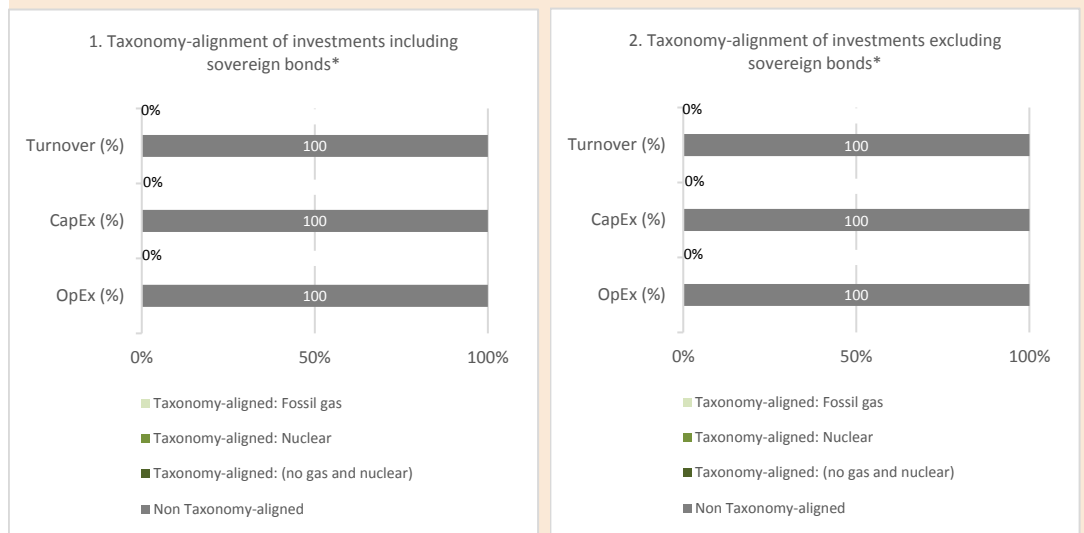 1. Taxonomy-alignment of investments including
sovereign bonds*
0%
Turnover (%)
100
0%
CapEx (%)
100
0%
OpEx (%)
100
0%
50%
100%
Taxonomy-aligned: Fossil gas
Taxonomy-aligned: Nuclear
Taxonomy-aligned: (no gas and nuclear)
Non Taxonomy-aligned
2. Taxonomy-alignment of investments excluding
sovereign bonds*
0%
Turnover (%)
100
0%
CapEx (%)
100
0%
OpEx (%)
100
0%
50%
100%
Taxonomy-aligned: Fossil gas
Taxonomy-aligned: Nuclear
Taxonomy-aligned: (no gas and nuclear)
Non Taxonomy-aligned